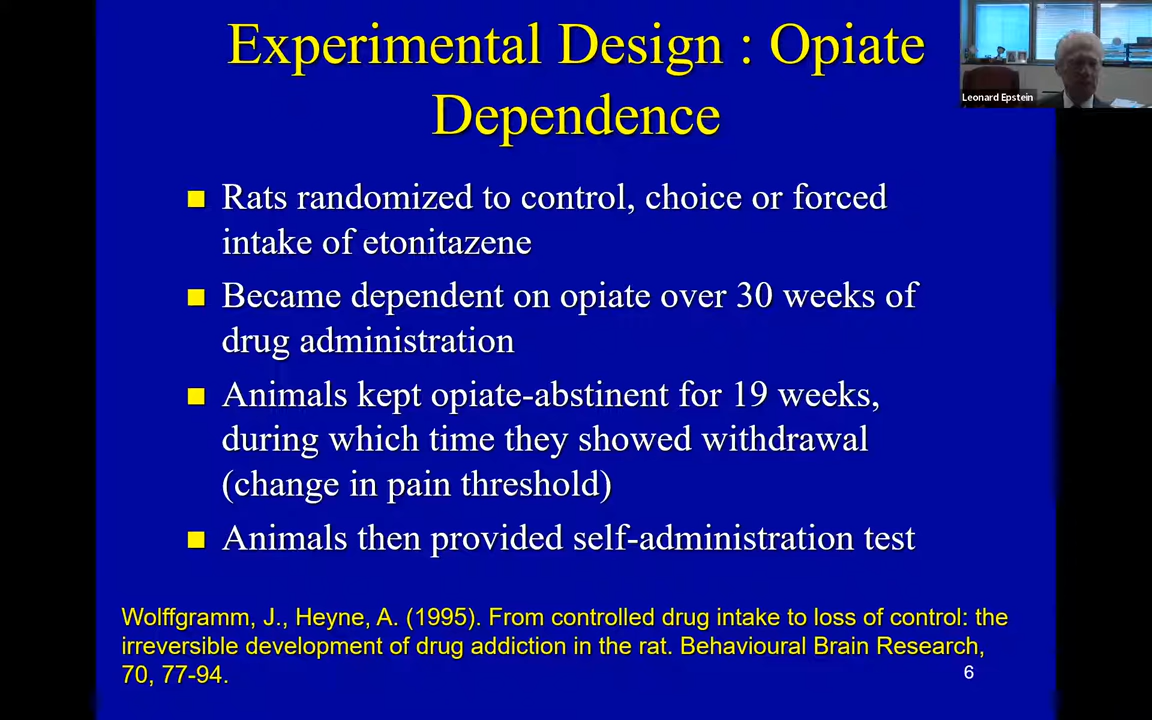 Experimental Design : Opiate
Dependence
Leonard Epstein
Rats randomized to control, choice or forced
intake of etonitazene
Became dependent on opiate over 30 weeks of
drug administration
Animals kept opiate-abstinent for 19 weeks,
during which time they showed withdrawal
(change in pain threshold)
Animals then provided self-administration test
Wolffgramm, J., Heyne, A. (1995). From controlled drug intake to loss of control: the
irreversible development of drug addiction in the rat. Behavioural Brain Research,
70, 77-94.
6